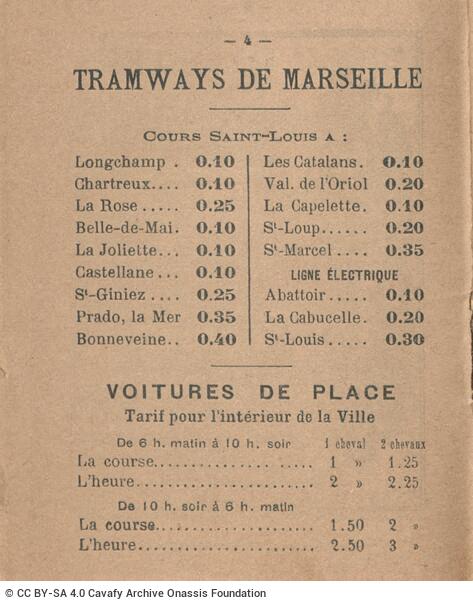 — 4 —
TRAMWAYS DE MARSEILLE
COURS SAINT-LOUIS A :
Longchamp . 0.10
Chartreux.... 0.10
La Rose ..... 0.25
Belle-de-Mai. 0.10
La Joliette... 0.10
Castellane ... 0.10
St-Giniez .... 0.25
Prado, la Mer 0.35
Bonneveine.. 0.40
Les Catalans. 0.10
Val. de l'Oriol 0.20
La Capelette. 0.10
St-Loup...... 0.20
St-Marcel .... 0.35
LIGNE ÉLECTRIQUE
Abattoir ..... 0.10
La Cabucelle. 0.20
St-Louis ..... 0.30
VOITURES DE PLACE
Tarif pour l'intérieur de la Ville
De 6 h. matin à 10 h. soir 1 cheval 2 chevaux
La course.................. 1 » 1.25
L'heure..................... 2 » 2.25
De 10 h. soir à 6 h. matin
La course.................. 1.50 2 »
L'heure..................... 2.50 3 »
© CC BY-SA 4.0 Cavafy Archive Onassis Foundation